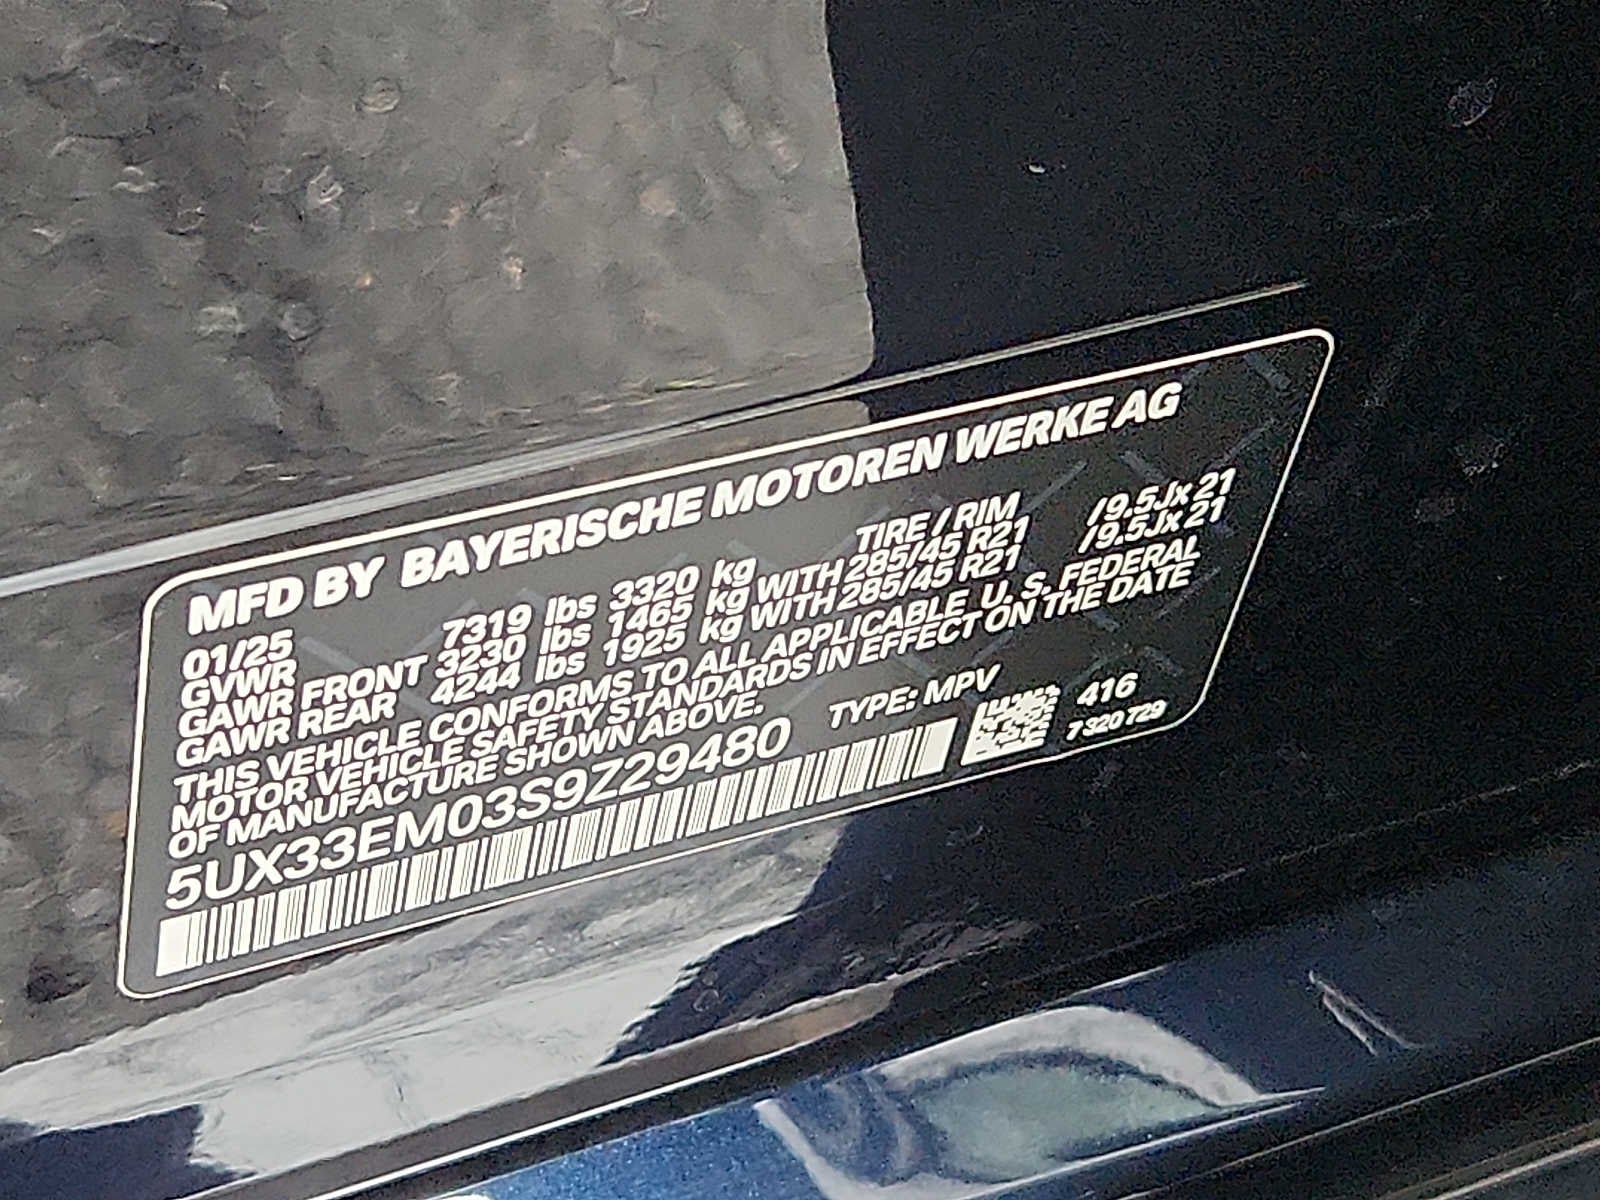 MFD BY BAYERISCHE MOTOREN WERKE AG
01/25 TIRE / RIM
GVWR 7319 lbs 3320 kg
GAWR FRONT 3230 lbs 1465 kg WITH 285/45 R21 /9.5Jx 21
GAWR REAR 4244 lbs 1925 kg WITH 285/45 R21 /9.5Jx 21
THIS VEHICLE CONFORMS TO ALL APPLICABLE U. S. FEDERAL
MOTOR VEHICLE SAFETY STANDARDS IN EFFECT ON THE DATE
OF MANUFACTURE SHOWN ABOVE.
5UX33EM03S9Z29480 TYPE: MPV
416
7 320 729